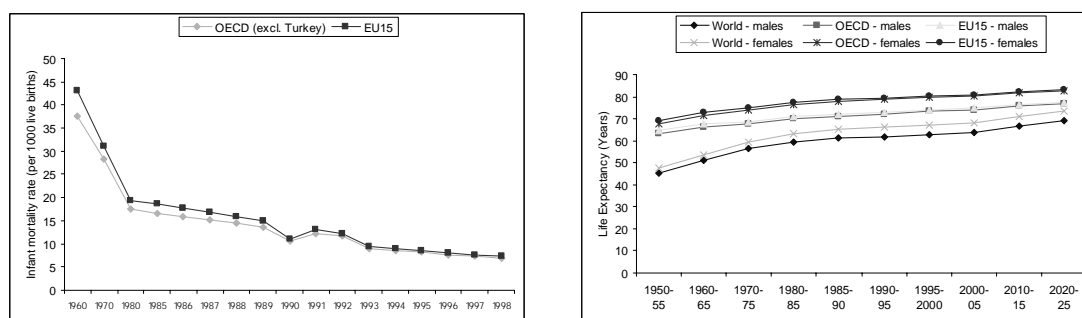 OECD (excl. Turkey) EU15
Infant mortality rate (per 1000 live births)
50
45
40
35
30
25
20
15
10
5
0
1960 1970 1980 1985 1986 1987 1988 1989 1990 1991 1992 1993 1994 1995 1996 1997 1998
World - males OECD - males EU15 - males
World - females OECD - females EU15 - females
Life Expectancy (Years)
90
80
70
60
50
40
30
20
10
0
1950- 1960- 1970- 1980- 1985- 1990- 1995- 2000- 2010- 2020-
55 65 75 85 90 95 2000 05 15 25